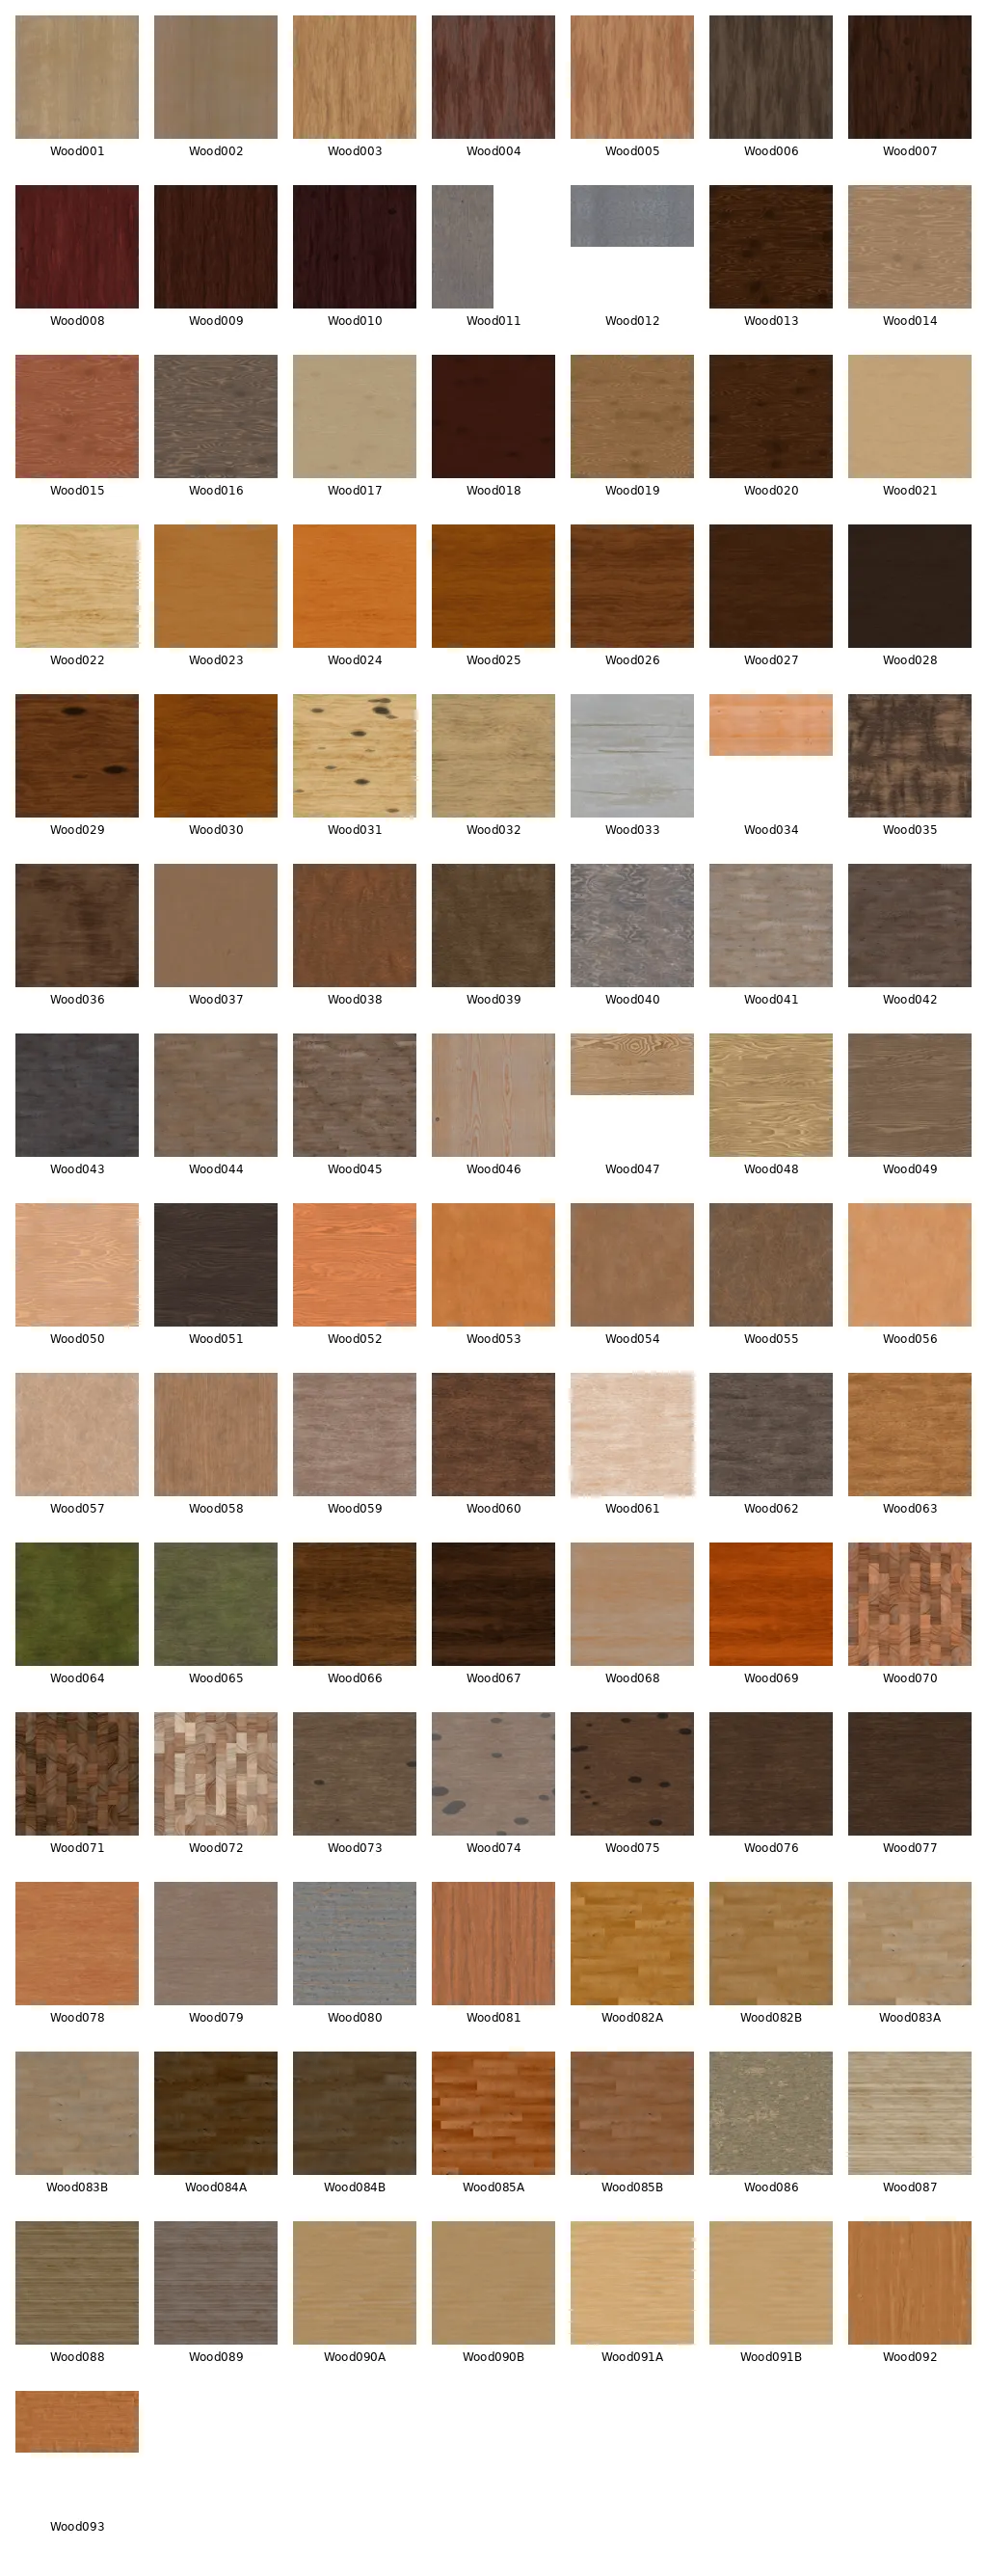 Wood001 Wood002 Wood003 Wood004 Wood005 Wood006 Wood007
Wood008 Wood009 Wood010 Wood011 Wood012 Wood013 Wood014
Wood015 Wood016 Wood017 Wood018 Wood019 Wood020 Wood021
Wood022 Wood023 Wood024 Wood025 Wood026 Wood027 Wood028
Wood029 Wood030 Wood031 Wood032 Wood033 Wood034 Wood035
Wood036 Wood037 Wood038 Wood039 Wood040 Wood041 Wood042
Wood043 Wood044 Wood045 Wood046 Wood047 Wood048 Wood049
Wood050 Wood051 Wood052 Wood053 Wood054 Wood055 Wood056
Wood057 Wood058 Wood059 Wood060 Wood061 Wood062 Wood063
Wood064 Wood065 Wood066 Wood067 Wood068 Wood069 Wood070
Wood071 Wood072 Wood073 Wood074 Wood075 Wood076 Wood077
Wood078 Wood079 Wood080 Wood081 Wood082A Wood082B Wood083A
Wood083B Wood084A Wood084B Wood085A Wood085B Wood086 Wood087
Wood088 Wood089 Wood090A Wood090B Wood091A Wood091B Wood092
Wood093